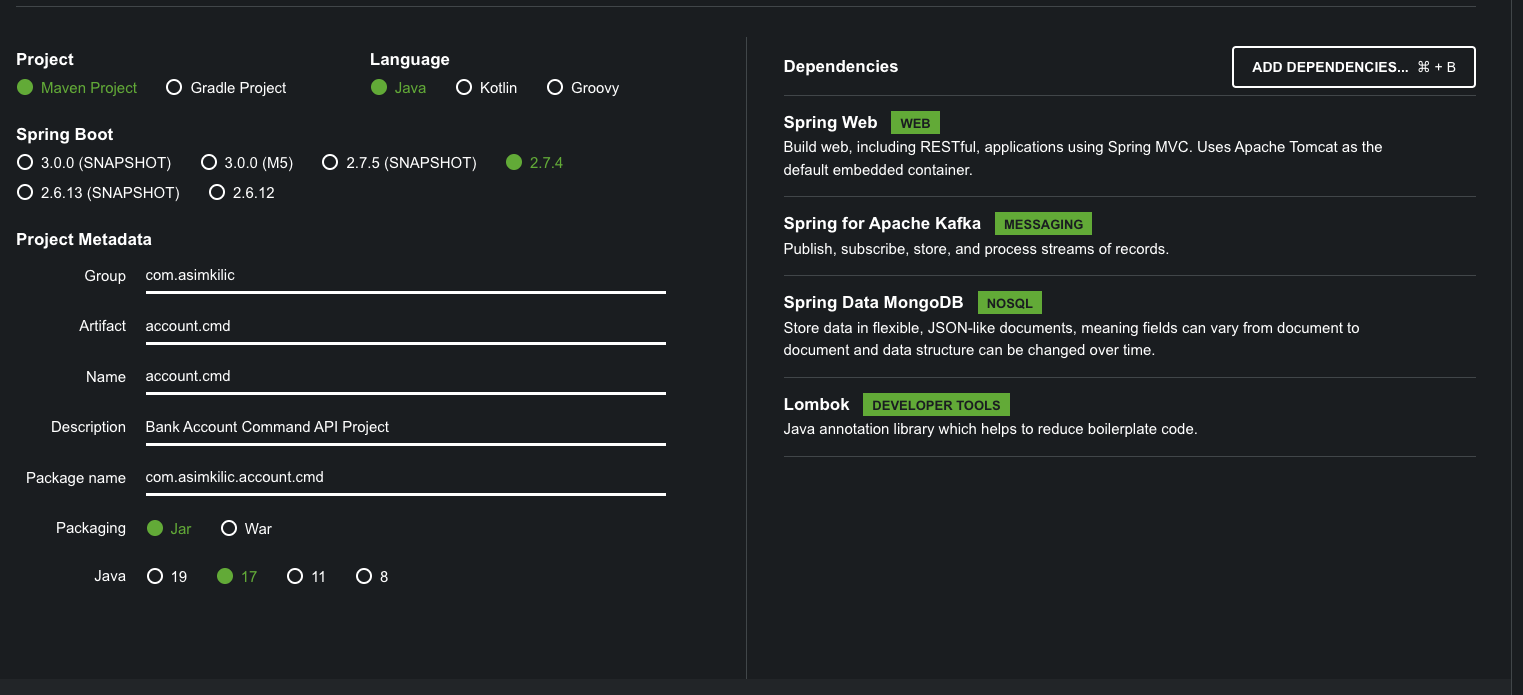 Project
Maven Project Gradle Project
Language
Java Kotlin Groovy
Spring Boot
3.0.0 (SNAPSHOT) 3.0.0 (M5) 2.7.5 (SNAPSHOT) 2.7.4
2.6.13 (SNAPSHOT) 2.6.12
Project Metadata
Group com.asimkilic
Artifact account.cmd
Name account.cmd
Description Bank Account Command API Project
Package name com.asimkilic.account.cmd
Packaging Jar War
Java 19 17 11 8
Dependencies ADD DEPENDENCIES... ⌘ + B
Spring Web WEB
Build web, including RESTful, applications using Spring MVC. Uses Apache Tomcat as the
default embedded container.
Spring for Apache Kafka MESSAGING
Publish, subscribe, store, and process streams of records.
Spring Data MongoDB NOSQL
Store data in flexible, JSON-like documents, meaning fields can vary from document to
document and data structure can be changed over time.
Lombok DEVELOPER TOOLS
Java annotation library which helps to reduce boilerplate code.